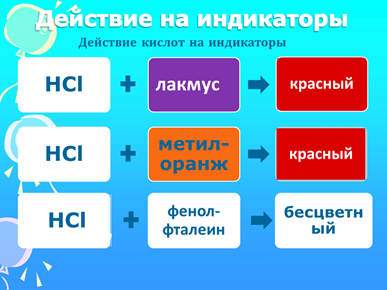 Действие на индикаторы
Действие кислот на индикаторы
HCl + лакмус красный
HCl + метил-
оранж красный
HCl + фенол-
фталеин бесцветн
ый